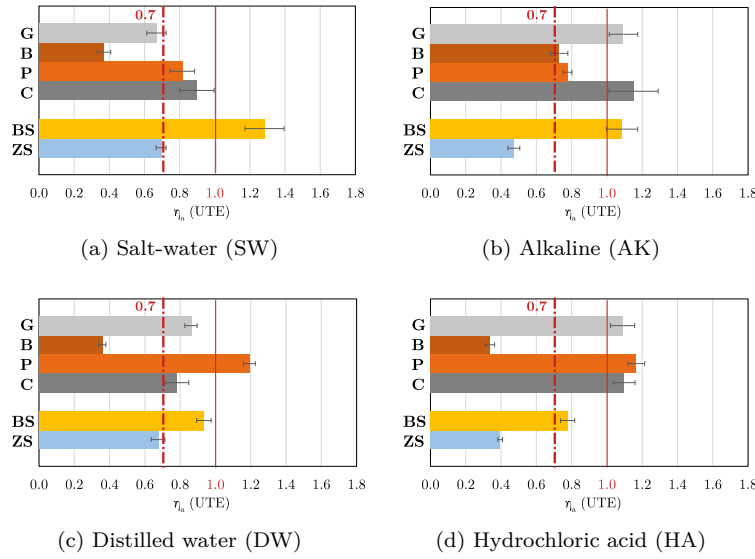 0.7
G
B
P
C
BS
ZS
0.0 0.2 0.4 0.6 0.8 1.0 1.2 1.4 1.6 1.8
ηia (UTE)
(a) Salt-water (SW)
0.7
G
B
P
C
BS
ZS
0.0 0.2 0.4 0.6 0.8 1.0 1.2 1.4 1.6 1.8
ηia (UTE)
(b) Alkaline (AK)
0.7
G
B
P
C
BS
ZS
0.0 0.2 0.4 0.6 0.8 1.0 1.2 1.4 1.6 1.8
ηia (UTE)
(c) Distilled water (DW)
0.7
G
B
P
C
BS
ZS
0.0 0.2 0.4 0.6 0.8 1.0 1.2 1.4 1.6 1.8
ηia (UTE)
(d) Hydrochloric acid (HA)